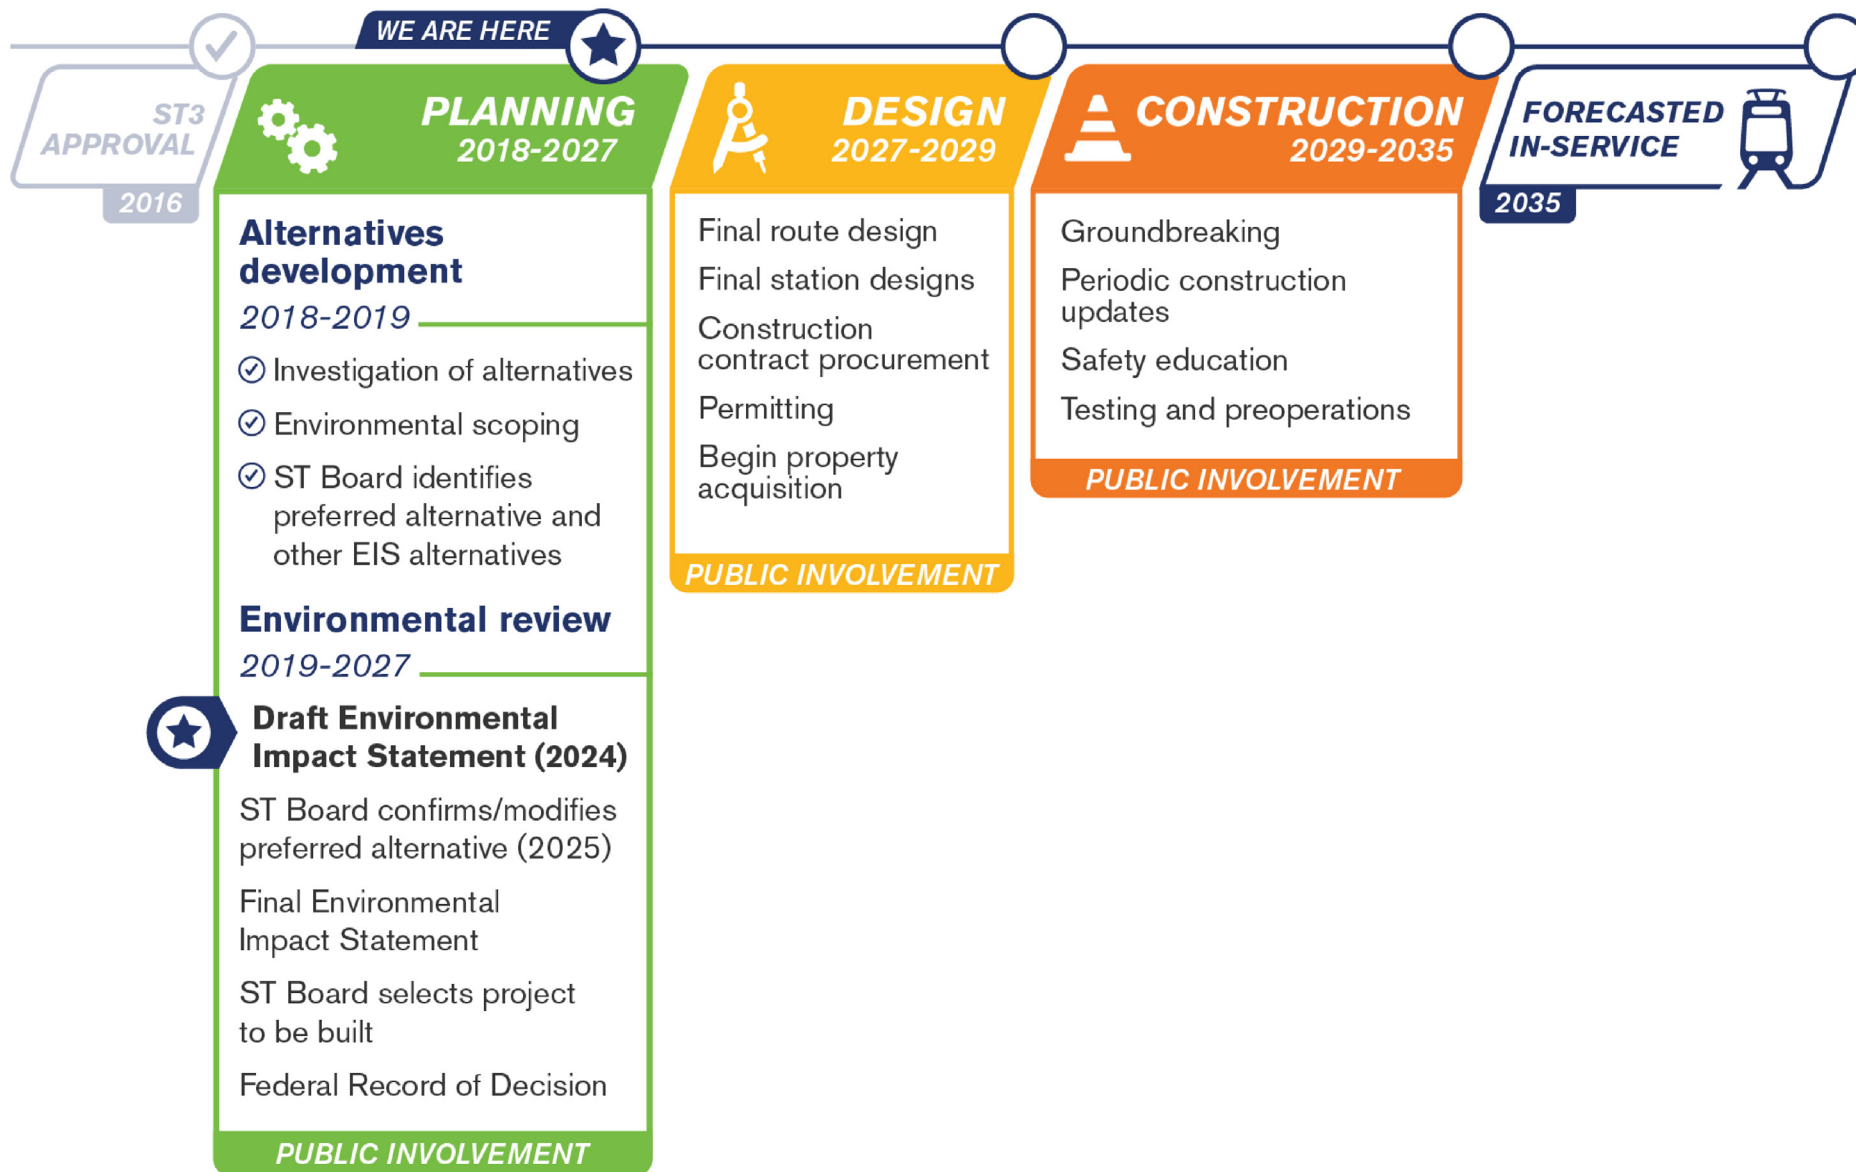 WE ARE HERE
ST3
APPROVAL
2016
PLANNING
2018-2027
Alternatives
development
2018-2019
Investigation of alternatives
Environmental scoping
ST Board identifies
preferred alternative and
other EIS alternatives
Environmental review
2019-2027
Draft Environmental
Impact Statement (2024)
ST Board confirms/modifies
preferred alternative (2025)
Final Environmental
Impact Statement
ST Board selects project
to be built
Federal Record of Decision
PUBLIC INVOLVEMENT
DESIGN
2027-2029
Final route design
Final station designs
Construction
contract procurement
Permitting
Begin property
acquisition
PUBLIC INVOLVEMENT
CONSTRUCTION
2029-2035
Groundbreaking
Periodic construction
updates
Safety education
Testing and preoperations
PUBLIC INVOLVEMENT
FORECASTED
IN-SERVICE
2035